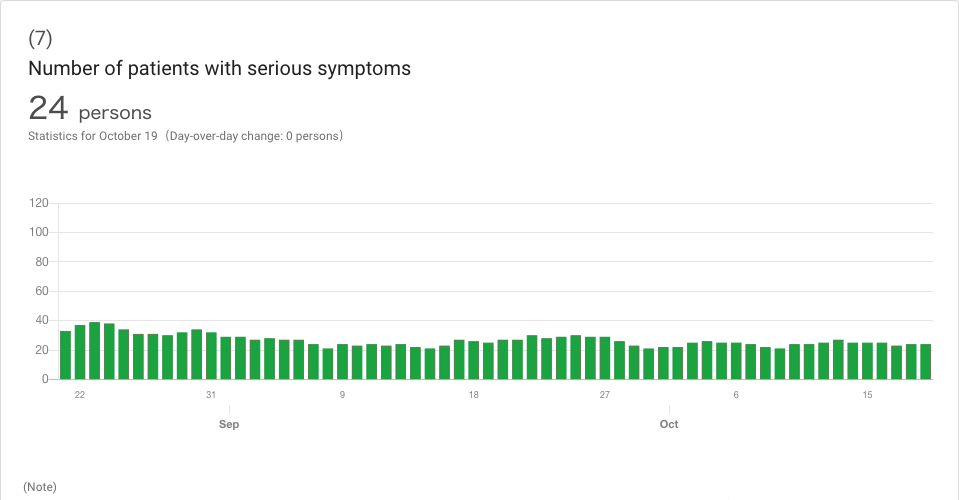 (7)
Number of patients with serious symptoms
24 persons
Statistics for October 19（Day-over-day change: 0 persons）
120
100
80
60
40
20
0
22 31 9 18 27 6 15
Sep Oct
(Note)